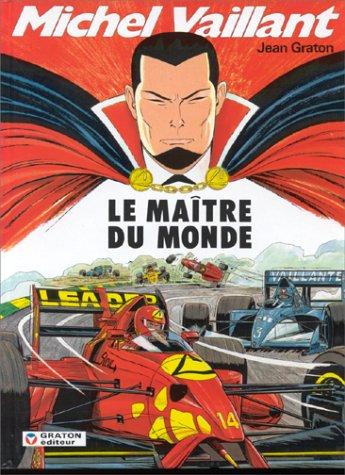 Michel Vaillant
Jean Graton
LE MAÎTRE
DU MONDE
VAILLANTE
LEADER
14
GRATON
éditeur